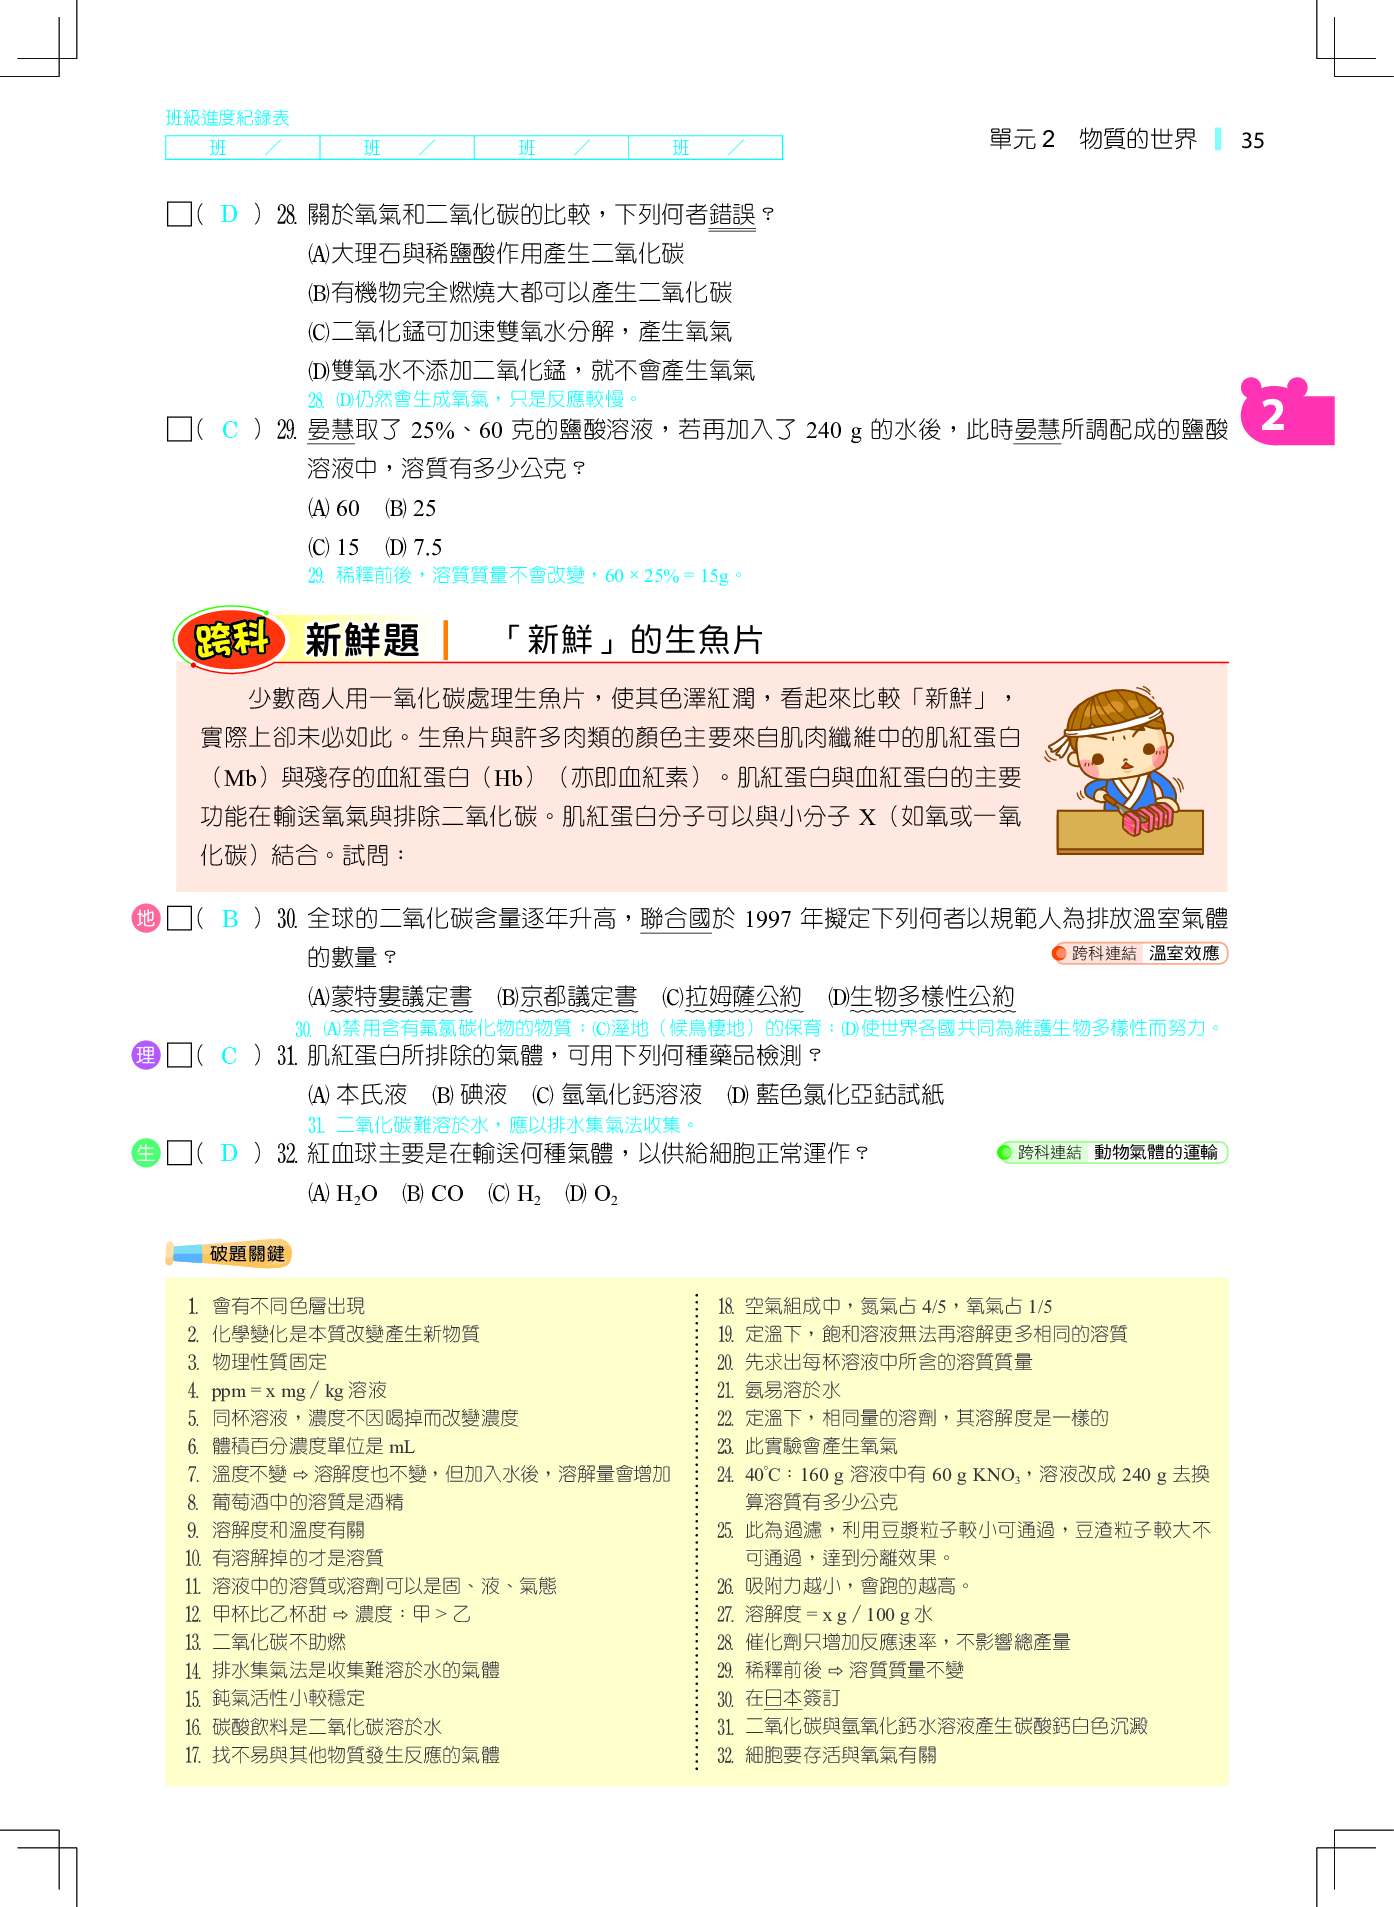 班級進度紀錄表
班 ／ 班 ／ 班 ／ 班 ／
單元 2　物質的世界　35
（ D ）28. 關於氧氣和二氧化碳的比較，下列何者錯誤？
(A)大理石與稀鹽酸作用產生二氧化碳
(B)有機物完全燃燒大都可以產生二氧化碳
(C)二氧化錳可加速雙氧水分解，產生氧氣
(D)雙氧水不添加二氧化錳，就不會產生氧氣
28. (D)仍然會生成氧氣，只是反應較慢。
2
（ C ）29. 晏慧取了 25%、60 克的鹽酸溶液，若再加入了 240 g 的水後，此時晏慧所調配成的鹽酸
溶液中，溶質有多少公克？
(A) 60　(B) 25
(C) 15　(D) 7.5
29. 稀釋前後，溶質質量不會改變，60 × 25% = 15g。
跨科 新鮮題　「新鮮」的生魚片
少數商人用一氧化碳處理生魚片，使其色澤紅潤，看起來比較「新鮮」，
實際上卻未必如此。生魚片與許多肉類的顏色主要來自肌肉纖維中的肌紅蛋白
（Mb）與殘存的血紅蛋白（Hb）（亦即血紅素）。肌紅蛋白與血紅蛋白的主要
功能在輸送氧氣與排除二氧化碳。肌紅蛋白分子可以與小分子 X（如氧或一氧
化碳）結合。試問：
地（ B ）30. 全球的二氧化碳含量逐年升高，聯合國於 1997 年擬定下列何者以規範人為排放溫室氣體
的數量？
跨科連結 溫室效應
(A)蒙特婁議定書　(B)京都議定書　(C)拉姆薩公約　(D)生物多樣性公約
30. (A)禁用含有氟氯碳化物的物質；(C)溼地（候鳥棲地）的保育；(D)使世界各國共同為維護生物多樣性而努力。
理（ C ）31. 肌紅蛋白所排除的氣體，可用下列何種藥品檢測？
(A) 本氏液　(B) 碘液　(C) 氫氧化鈣溶液　(D) 藍色氯化亞鈷試紙
31. 二氧化碳難溶於水，應以排水集氣法收集。
生（ D ）32. 紅血球主要是在輸送何種氣體，以供給細胞正常運作？
跨科連結 動物氣體的運輸
(A) H₂O　(B) CO　(C) H₂　(D) O₂
破題關鍵
1. 會有不同色層出現
2. 化學變化是本質改變產生新物質
3. 物理性質固定
4. ppm = x mg / kg 溶液
5. 同杯溶液，濃度不因喝掉而改變濃度
6. 體積百分濃度單位是 mL
7. 溫度不變 ⇨ 溶解度也不變，但加入水後，溶解量會增加
8. 葡萄酒中的溶質是酒精
9. 溶解度和溫度有關
10. 有溶解掉的才是溶質
11. 溶液中的溶質或溶劑可以是固、液、氣態
12. 甲杯比乙杯甜 ⇨ 濃度：甲 > 乙
13. 二氧化碳不助燃
14. 排水集氣法是收集難溶於水的氣體
15. 鈍氣活性小較穩定
16. 碳酸飲料是二氧化碳溶於水
17. 找不易與其他物質發生反應的氣體
18. 空氣組成中，氮氣占 4/5，氧氣占 1/5
19. 定溫下，飽和溶液無法再溶解更多相同的溶質
20. 先求出每杯溶液中所含的溶質質量
21. 氨易溶於水
22. 定溫下，相同量的溶劑，其溶解度是一樣的
23. 此實驗會產生氧氣
24. 40℃：160 g 溶液中有 60 g KNO₃，溶液改成 240 g 去換
算溶質有多少公克
25. 此為過濾，利用豆漿粒子較小可通過，豆渣粒子較大不
可通過，達到分離效果。
26. 吸附力越小，會跑的越高。
27. 溶解度 = x g / 100 g 水
28. 催化劑只增加反應速率，不影響總產量
29. 稀釋前後 ⇨ 溶質質量不變
30. 在日本簽訂
31. 二氧化碳與氫氧化鈣水溶液產生碳酸鈣白色沉澱
32. 細胞要存活與氧氣有關